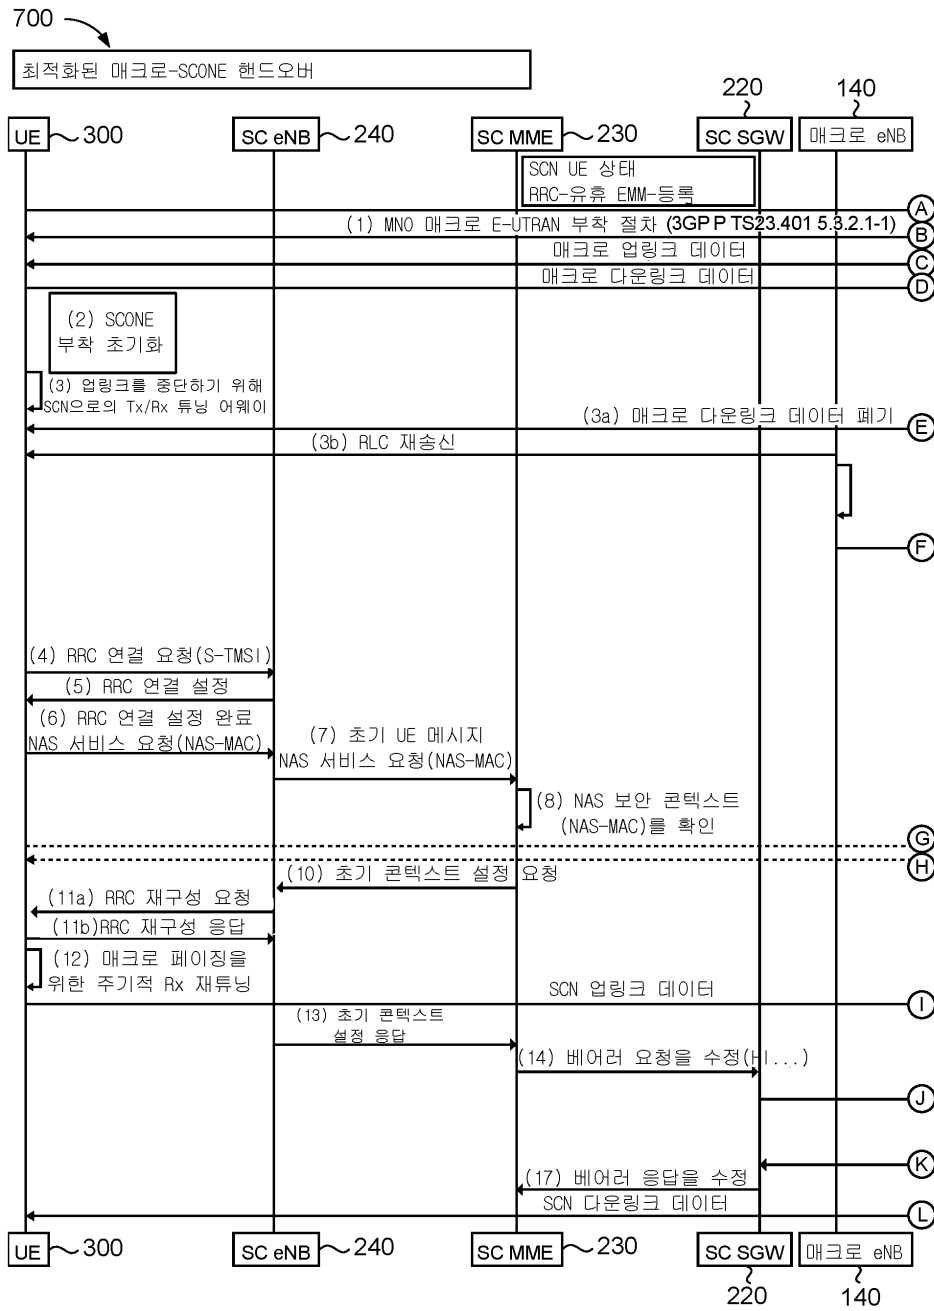 700
최적화된 매크로-SCONE 핸드오버
220
140
UE
300
SC eNB
240
SC MME
230
SC SGW
매크로 eNB
SCN UE 상태
RRC-유휴 EMM-등록
A
(1) MNO 매크로 E-UTRAN 부착 절차 (3GPP TS23.401 5.3.2.1-1)
B
매크로 업링크 데이터
C
매크로 다운링크 데이터
D
(2) SCONE
부착 초기화
(3) 업링크를 중단하기 위해
SCN으로의 Tx/Rx 튜닝 어웨이
(3a) 매크로 다운링크 데이터 폐기
E
(3b) RLC 재송신
F
(4) RRC 연결 요청(S-TMSI)
(5) RRC 연결 설정
(6) RRC 연결 설정 완료
NAS 서비스 요청(NAS-MAC)
(7) 초기 UE 메시지
NAS 서비스 요청(NAS-MAC)
(8) NAS 보안 콘텍스트
(NAS-MAC)를 확인
G
H
(10) 초기 콘텍스트 설정 요청
(11a) RRC 재구성 요청
(11b)RRC 재구성 응답
(12) 매크로 페이징을
위한 주기적 Rx 재튜닝
SCN 업링크 데이터
I
(13) 초기 콘텍스트
설정 응답
(14) 베어러 요청을 수정(HI...)
J
K
(17) 베어러 응답을 수정
SCN 다운링크 데이터
L
UE
300
SC eNB
240
SC MME
230
SC SGW
매크로 eNB
220
140